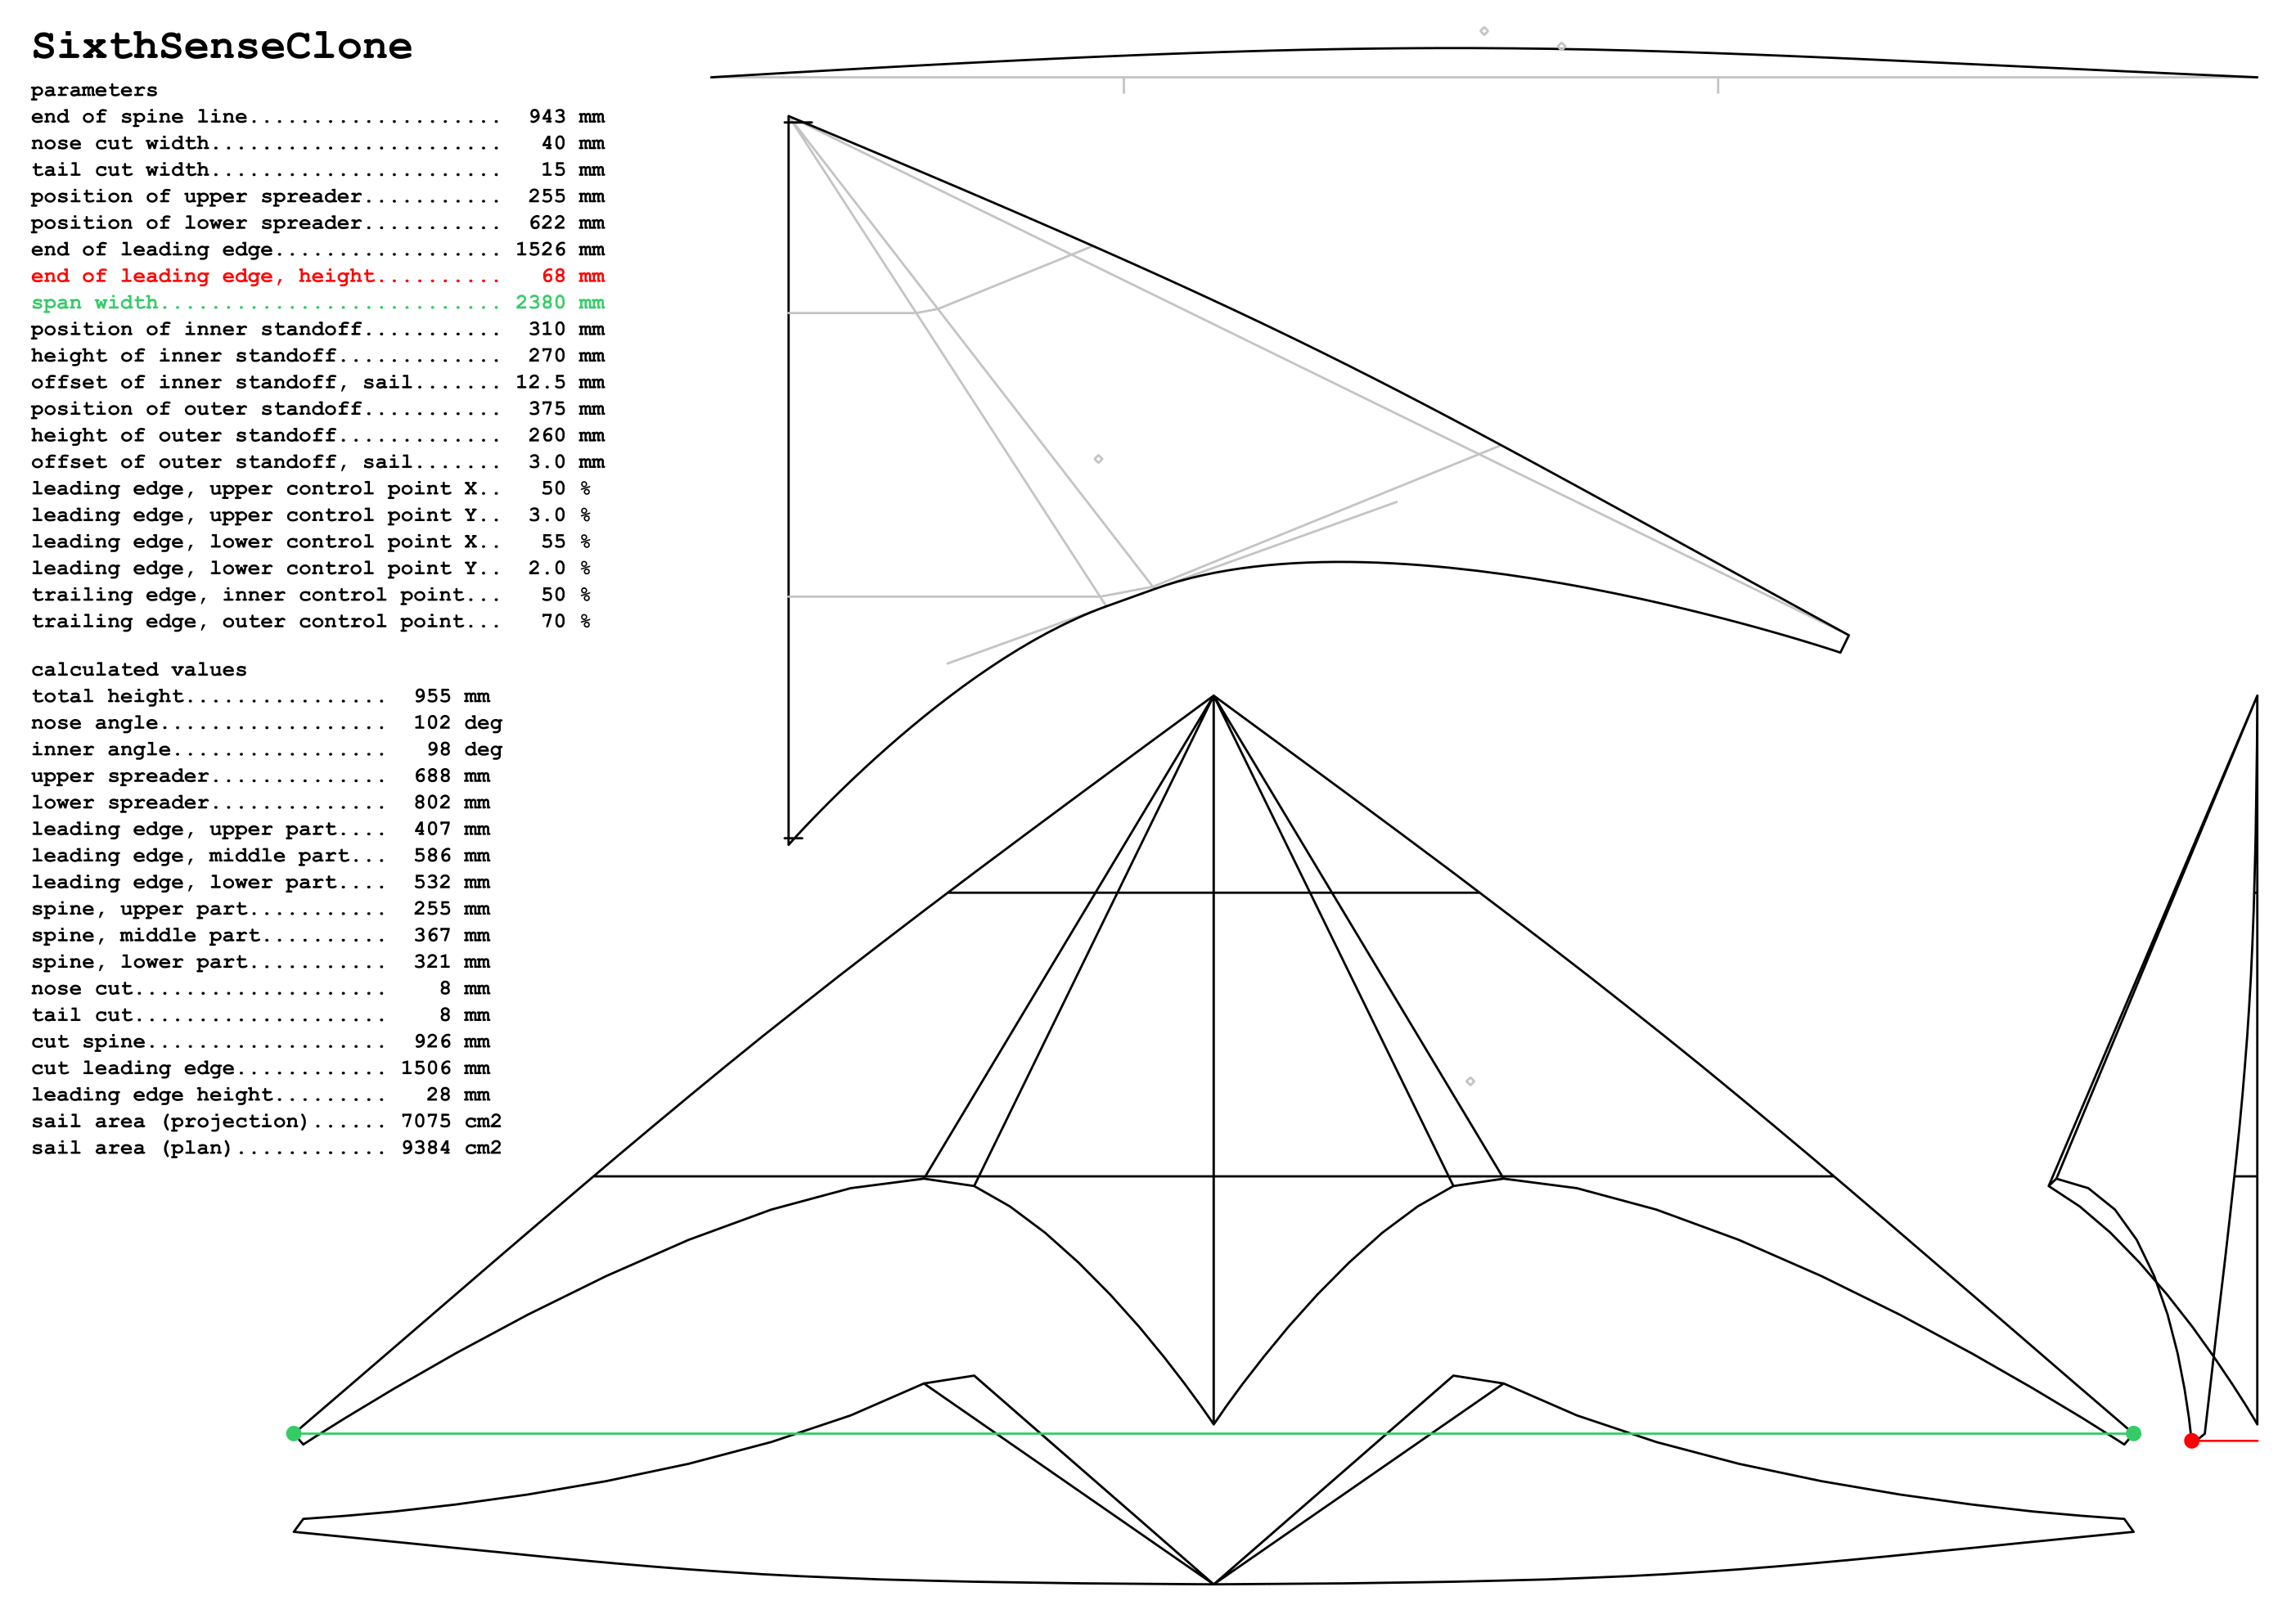 SixthSenseClone
parameters
end of spine line.................... 943 mm
nose cut width....................... 40 mm
tail cut width....................... 15 mm
position of upper spreader........... 255 mm
position of lower spreader........... 622 mm
end of leading edge.................. 1526 mm
end of leading edge, height.......... 68 mm
span width........................... 2380 mm
position of inner standoff........... 310 mm
height of inner standoff............. 270 mm
offset of inner standoff, sail....... 12.5 mm
position of outer standoff........... 375 mm
height of outer standoff............. 260 mm
offset of outer standoff, sail....... 3.0 mm
leading edge, upper control point X.. 50 %
leading edge, upper control point Y.. 3.0 %
leading edge, lower control point X.. 55 %
leading edge, lower control point Y.. 2.0 %
trailing edge, inner control point... 50 %
trailing edge, outer control point... 70 %
calculated values
total height................ 955 mm
nose angle.................. 102 deg
inner angle................. 98 deg
upper spreader.............. 688 mm
lower spreader.............. 802 mm
leading edge, upper part.... 407 mm
leading edge, middle part... 586 mm
leading edge, lower part.... 532 mm
spine, upper part........... 255 mm
spine, middle part.......... 367 mm
spine, lower part........... 321 mm
nose cut.................... 8 mm
tail cut.................... 8 mm
cut spine................... 926 mm
cut leading edge............ 1506 mm
leading edge height......... 28 mm
sail area (projection)...... 7075 cm2
sail area (plan)............ 9384 cm2